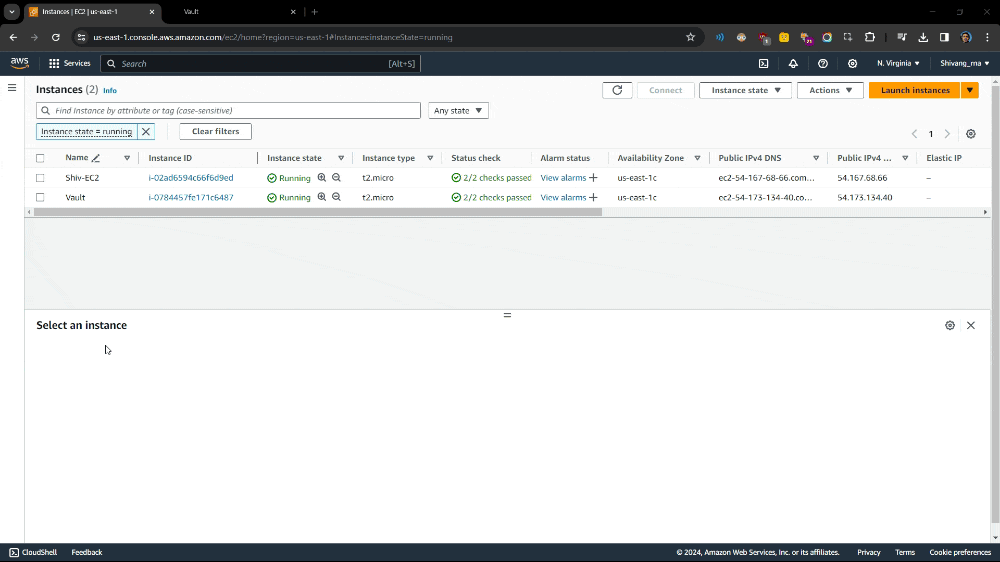 Instances | EC2 | us-east-1
Vault
us-east-1.console.aws.amazon.com/ec2/home?region=us-east-1#Instances:instanceState=running
aws
Services
Search
[Alt+S]
N. Virginia
Shivang_ma
Instances (2) Info
Connect
Instance state
Actions
Launch instances
Find Instance by attribute or tag (case-sensitive)
Any state
Instance state = running
Clear filters
1
Name Instance ID Instance state Instance type Status check Alarm status Availability Zone Public IPv4 DNS Public IPv4 ... Elastic IP
Shiv-EC2 i-02ad6594c66f6d9ed Running t2.micro 2/2 checks passed View alarms us-east-1c ec2-54-167-68-66.com... 54.167.68.66 –
Vault i-0784457fe171c6487 Running t2.micro 2/2 checks passed View alarms us-east-1c ec2-54-173-134-40.co... 54.173.134.40 –
Select an instance
CloudShell Feedback © 2024, Amazon Web Services, Inc. or its affiliates. Privacy Terms Cookie preferences